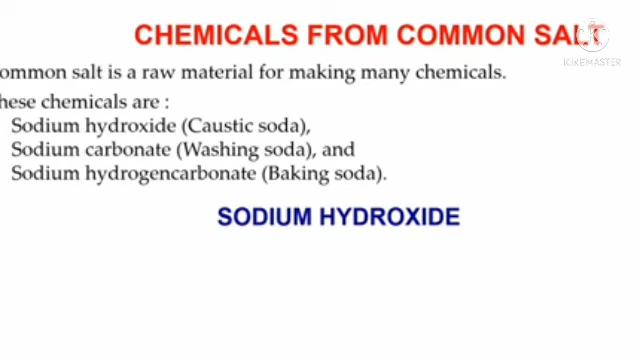 CHEMICALS FROM COMMON SALT
KINEMASTER
ommon salt is a raw material for making many chemicals.
hese chemicals are :
Sodium hydroxide (Caustic soda),
Sodium carbonate (Washing soda), and
Sodium hydrogencarbonate (Baking soda).
SODIUM HYDROXIDE